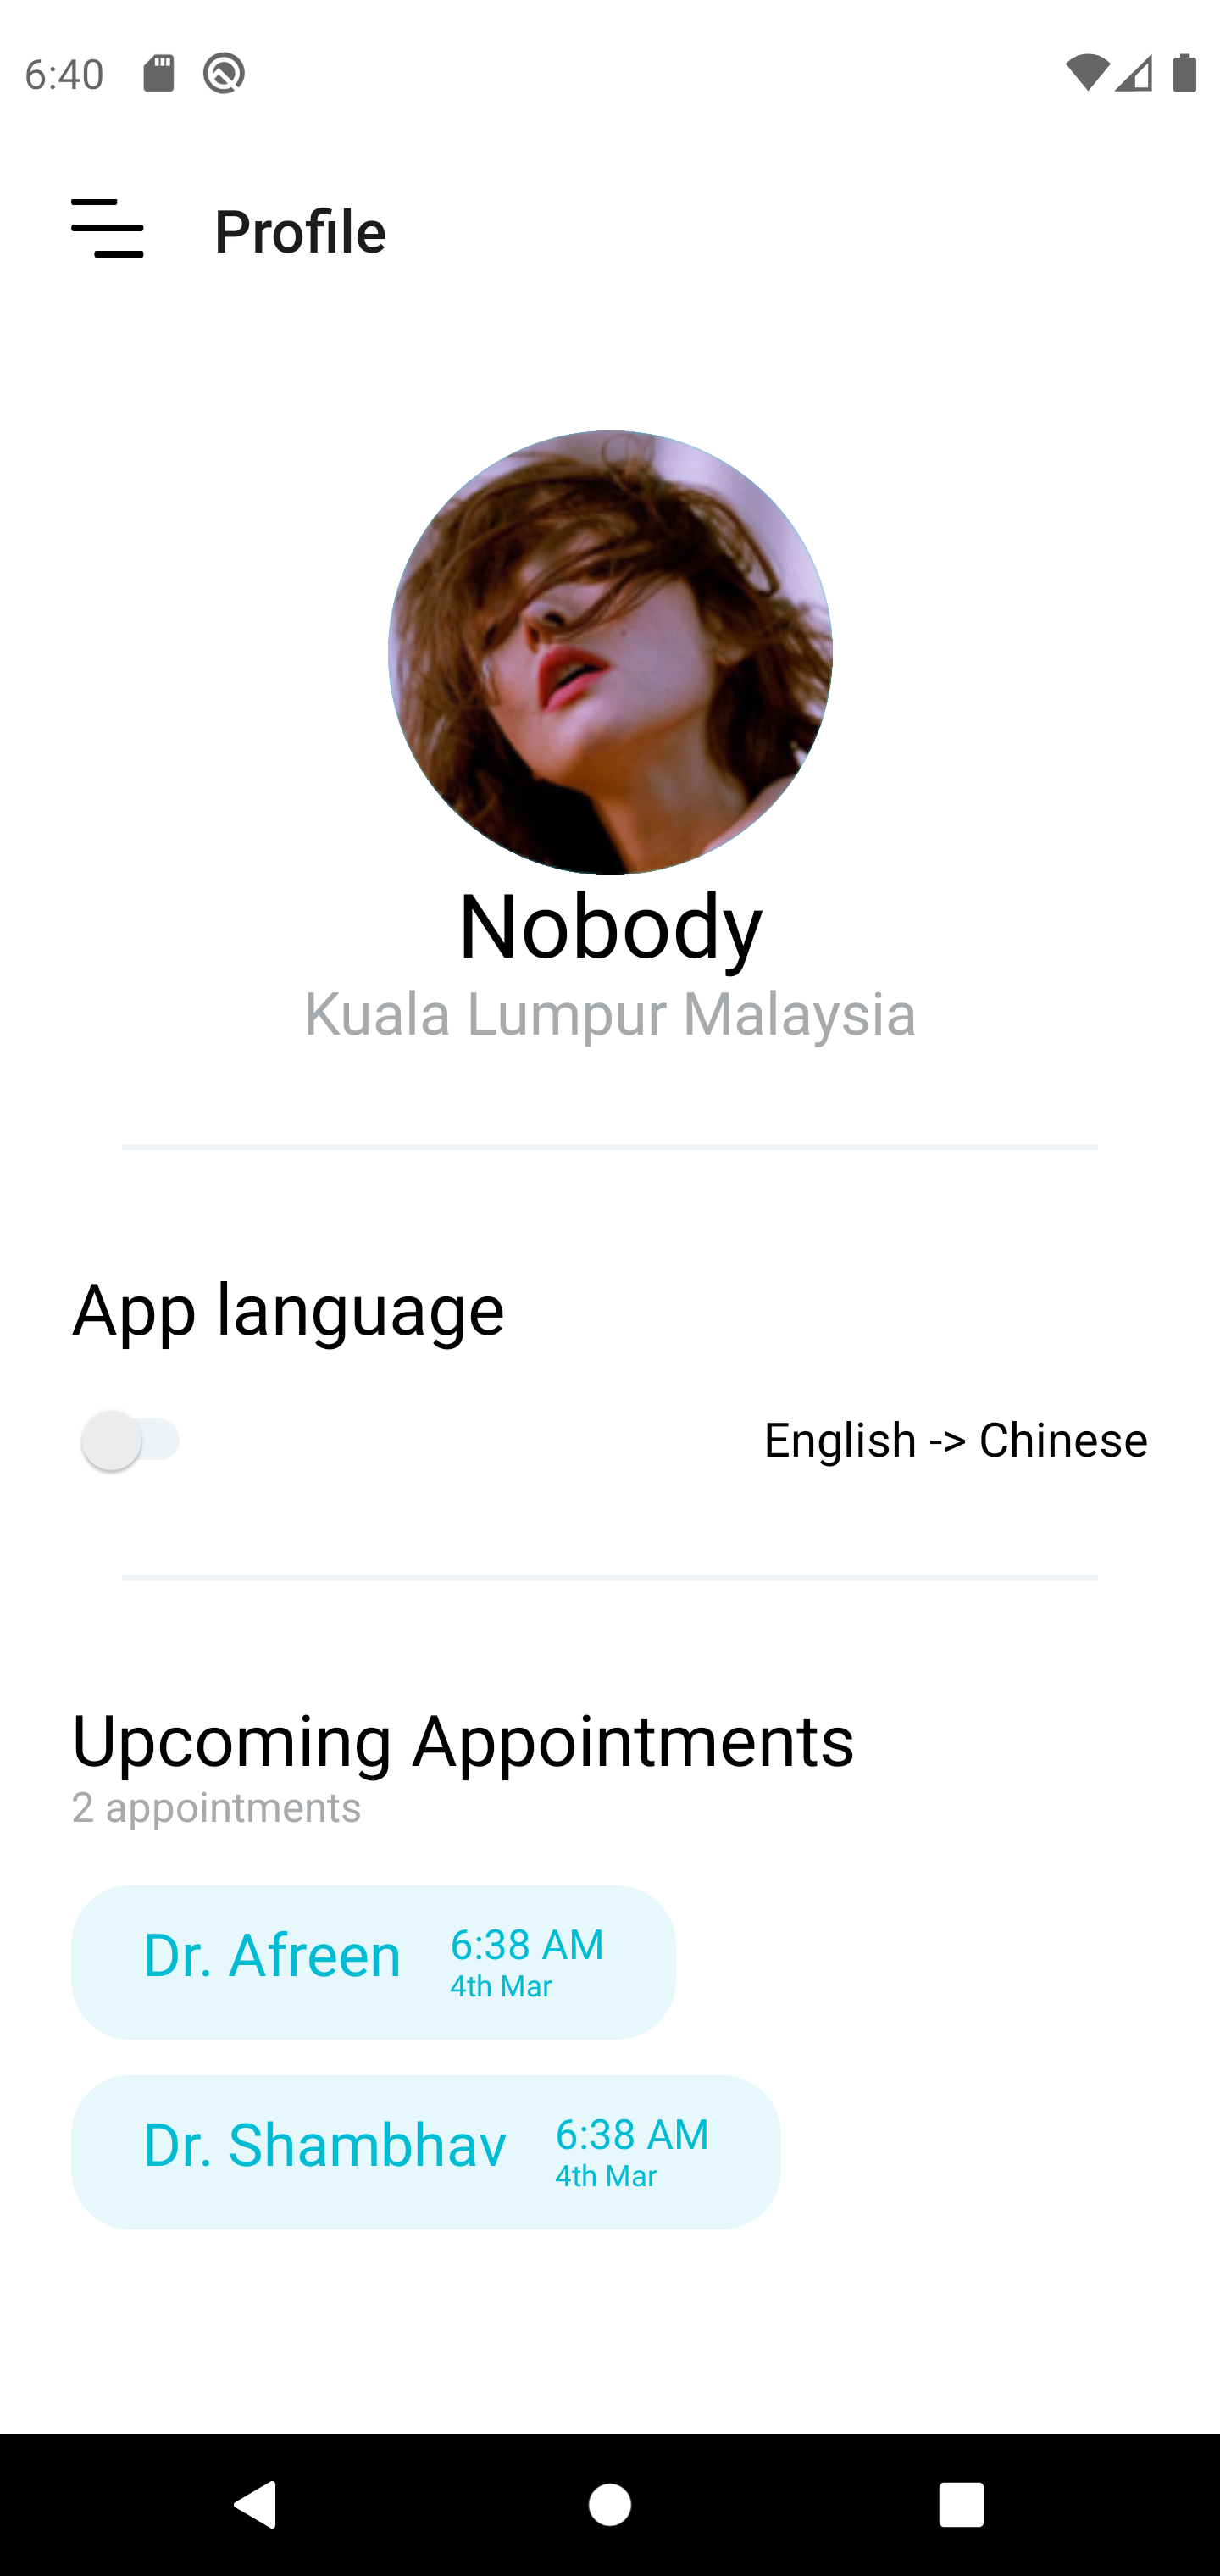 6:40
Profile
Nobody
Kuala Lumpur Malaysia
App language
English -> Chinese
Upcoming Appointments
2 appointments
Dr. Afreen
6:38 AM
4th Mar
Dr. Shambhav
6:38 AM
4th Mar